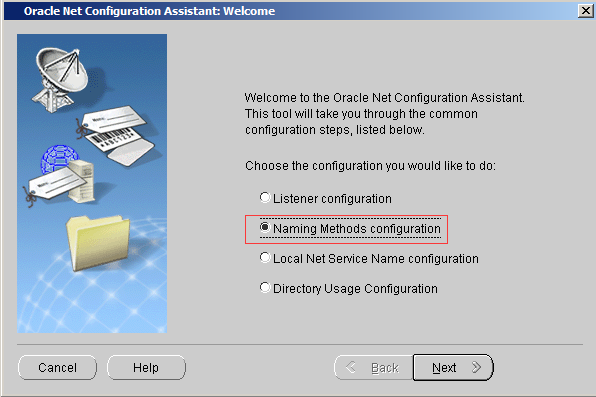 Oracle Net Configuration Assistant: Welcome
Welcome to the Oracle Net Configuration Assistant.
This tool will take you through the common
configuration steps, listed below.
Choose the configuration you would like to do:
Listener configuration
Naming Methods configuration
Local Net Service Name configuration
Directory Usage Configuration
Cancel
Help
Back
Next